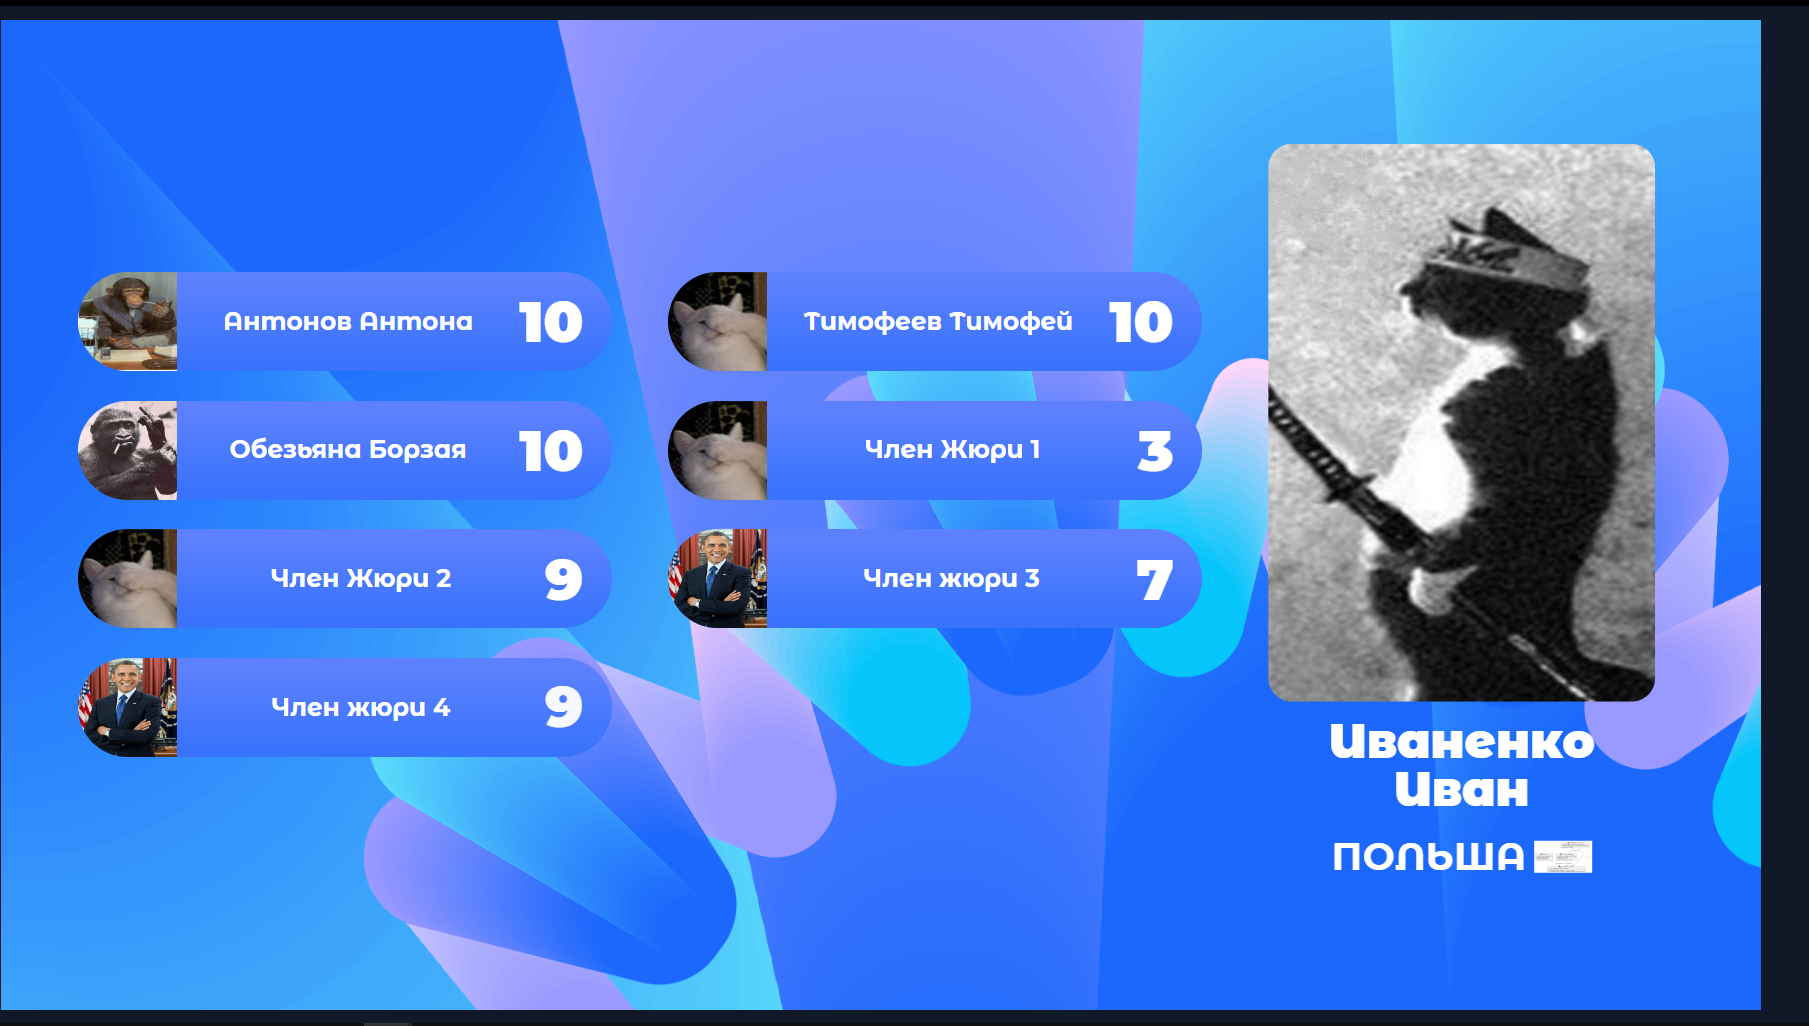 Антонов Антона 10
Тимофеев Тимофей 10
Обезьяна Борзая 10
Член Жюри 1 3
Член Жюри 2 9
Член жюри 3 7
Член жюри 4 9
Иваненко
Иван
ПОЛЬША